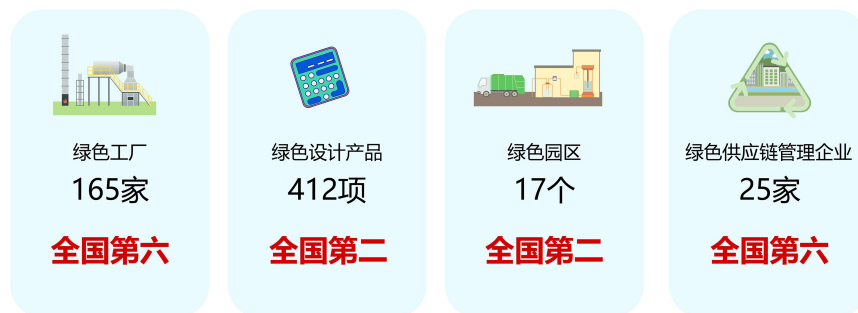 绿色工厂
165家
全国第六
绿色设计产品
412项
全国第二
绿色园区
17个
全国第二
绿色供应链管理企业
25家
全国第六